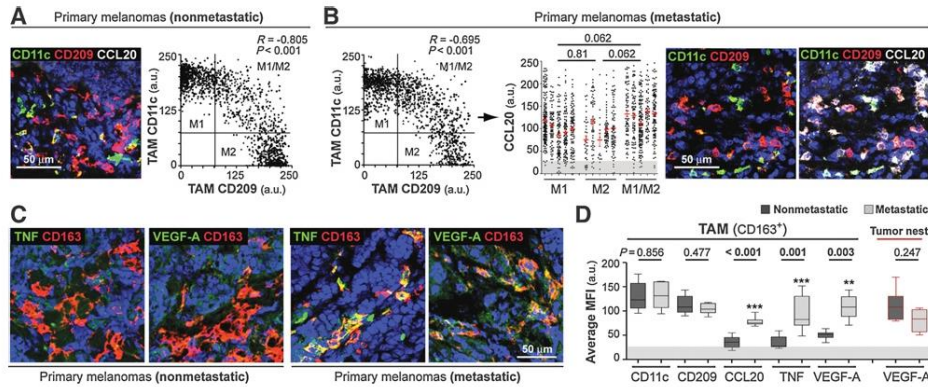 A
Primary melanomas (nonmetastatic)
CD11c CD209 CCL20
50 µm
R = -0.805
P < 0.001
M1/M2
TAM CD11c (a.u.)
250
125
0
M1
M2
0 125 250
TAM CD209 (a.u.)
B
Primary melanomas (metastatic)
R = -0.695
P < 0.001
M1/M2
TAM CD11c (a.u.)
250
125
0
M1
M2
0 125 250
TAM CD209 (a.u.)
0.062
0.81 0.062
CCL20
250
200
150
100
50
0
M1 M2 M1/M2
CD11c CD209
50 µm
CD11c CD209 CCL20
C
TNF CD163
VEGF-A CD163
TNF CD163
VEGF-A CD163
50 µm
Primary melanomas (nonmetastatic)
Primary melanomas (metastatic)
D
Nonmetastatic Metastatic
TAM (CD163+)
Tumor nest
P = 0.856 0.477 < 0.001 0.001 0.003 0.247
*** *** **
Average MFI (a.u.)
200
150
100
50
0
CD11c CD209 CCL20 TNF VEGF-A VEGF-A